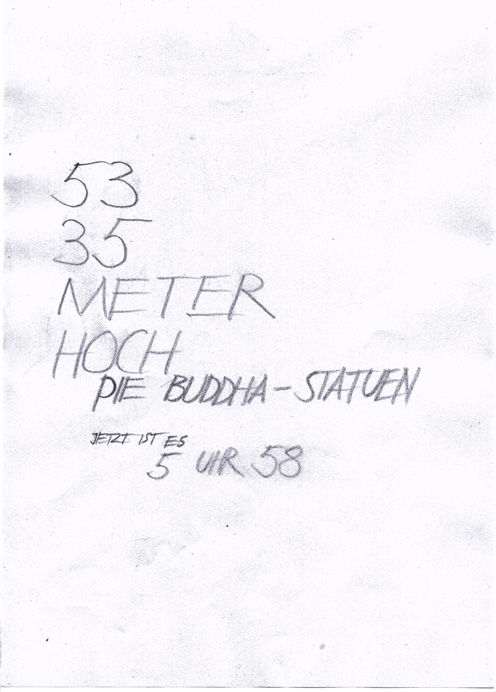 53
35
METER
HOCH
DIE BUDDHA-STATUEN
JETZT IST ES
5 UHR 58